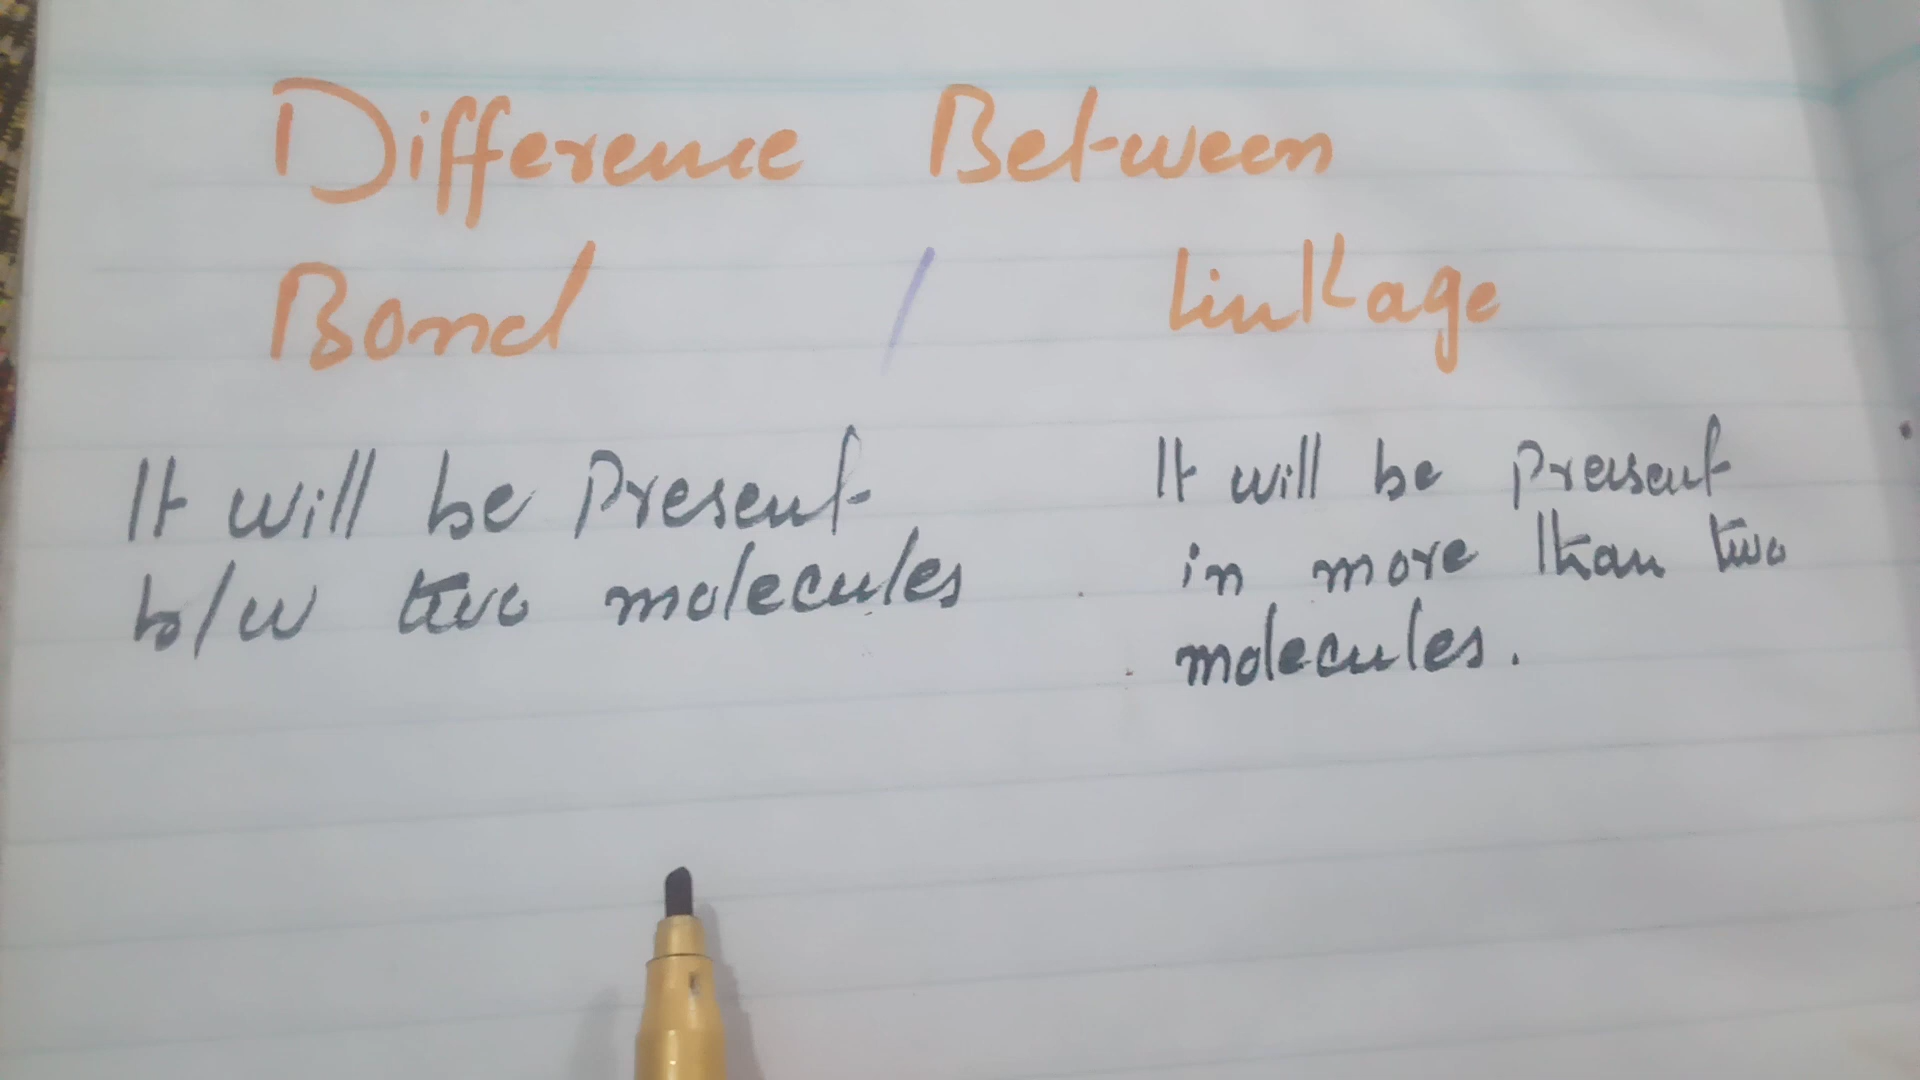 Difference Between
Bond / Linkage
It will be Present
b/w two molecules
It will be present
in more than two
molecules.